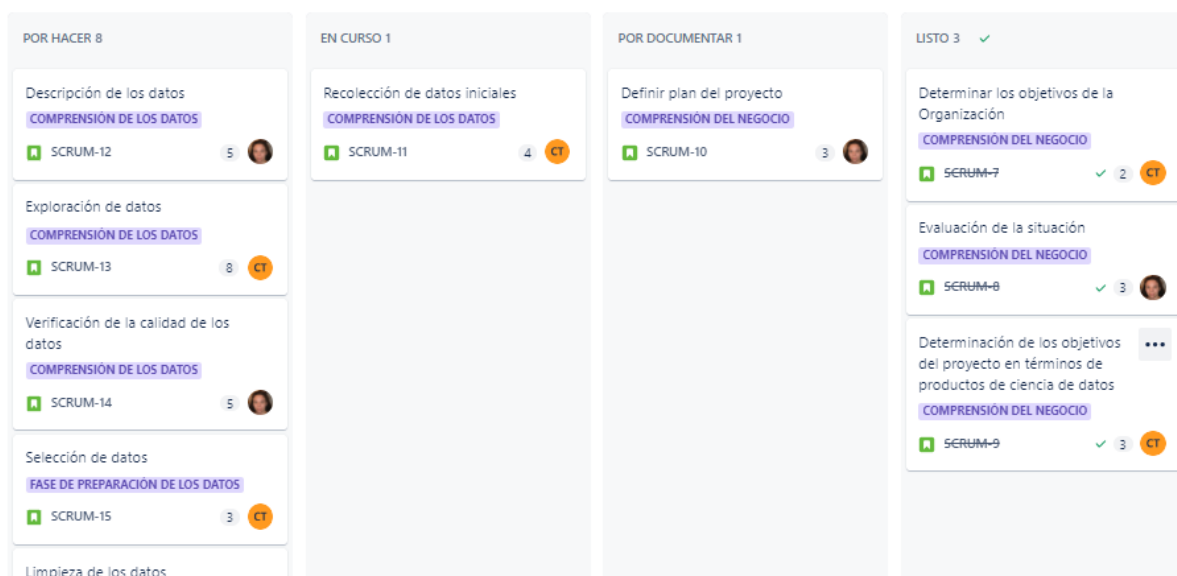 POR HACER 8
Descripción de los datos
COMPRENSIÓN DE LOS DATOS
SCRUM-12 5
Exploración de datos
COMPRENSIÓN DE LOS DATOS
SCRUM-13 8 CT
Verificación de la calidad de los
datos
COMPRENSIÓN DE LOS DATOS
SCRUM-14 5
Selección de datos
FASE DE PREPARACIÓN DE LOS DATOS
SCRUM-15 3 CT
Limpieza de los datos
EN CURSO 1
Recolección de datos iniciales
COMPRENSIÓN DE LOS DATOS
SCRUM-11 4 CT
POR DOCUMENTAR 1
Definir plan del proyecto
COMPRENSIÓN DEL NEGOCIO
SCRUM-10 3
LISTO 3
Determinar los objetivos de la
Organización
COMPRENSIÓN DEL NEGOCIO
SCRUM-7 2 CT
Evaluación de la situación
COMPRENSIÓN DEL NEGOCIO
SCRUM-8 3
Determinación de los objetivos
del proyecto en términos de
productos de ciencia de datos
COMPRENSIÓN DEL NEGOCIO
SCRUM-9 3 CT